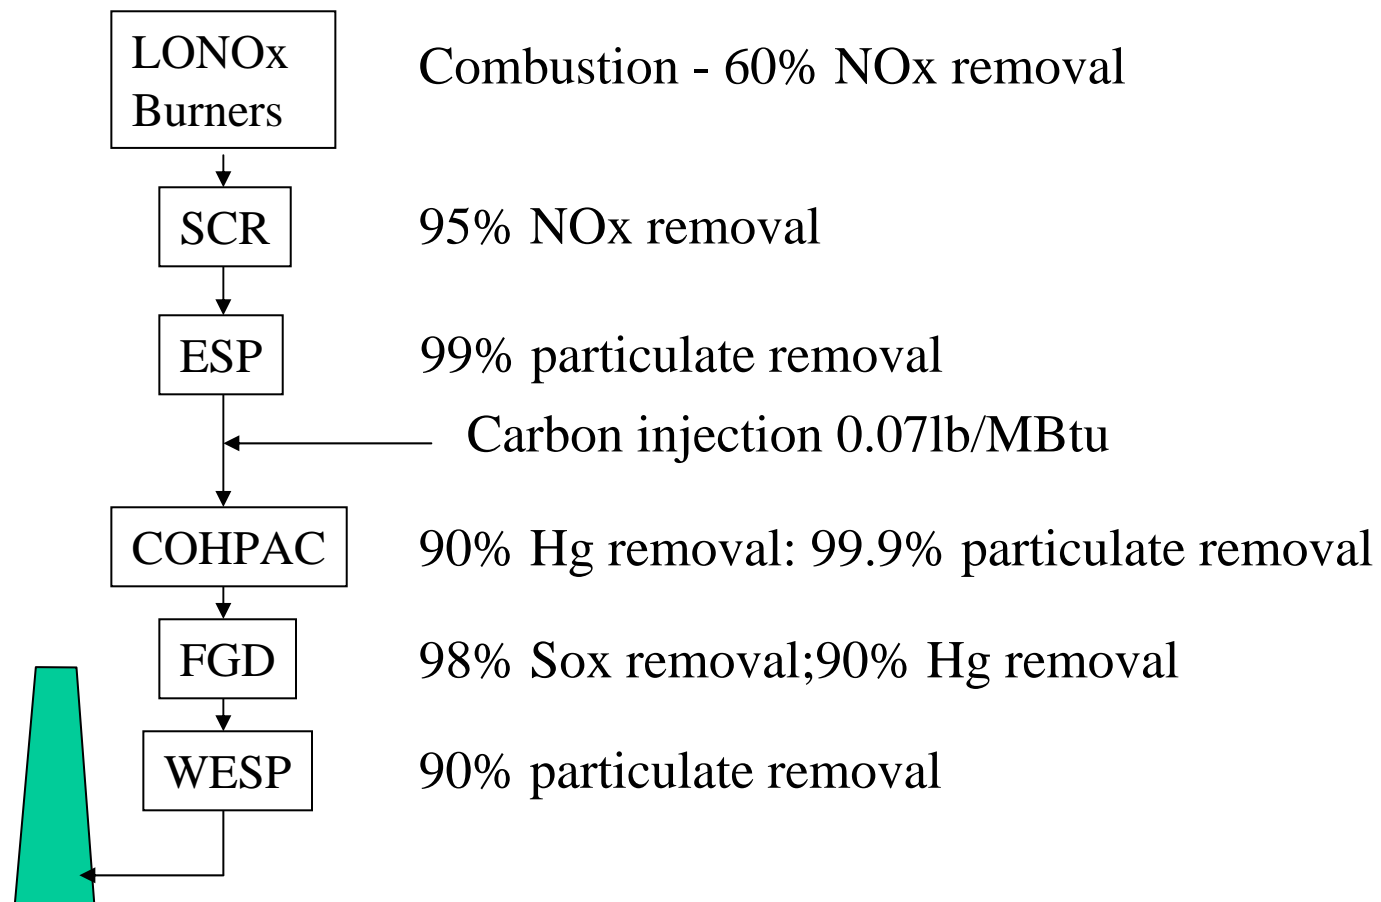 LONOx
Burners
Combustion - 60% NOx removal
SCR
95% NOx removal
ESP
99% particulate removal
Carbon injection 0.07lb/MBtu
COHPAC
90% Hg removal: 99.9% particulate removal
FGD
98% Sox removal;90% Hg removal
WESP
90% particulate removal